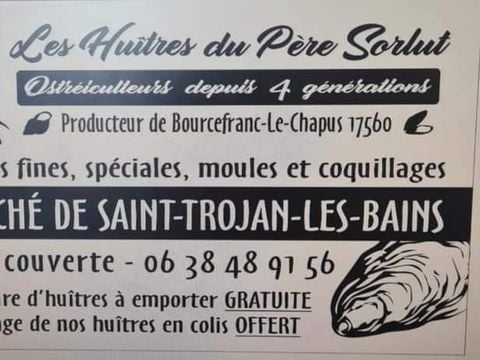 Les Huîtres du Père Sorlut
Ostréiculteurs depuis 4 générations
Producteur de Bourcefranc-Le-Chapus 17560
s fines, spéciales, moules et coquillages
CHÉ DE SAINT-TROJAN-LES-BAINS
couverte - 06 38 48 91 56
re d'huîtres à emporter GRATUITE
ge de nos huîtres en colis OFFERT